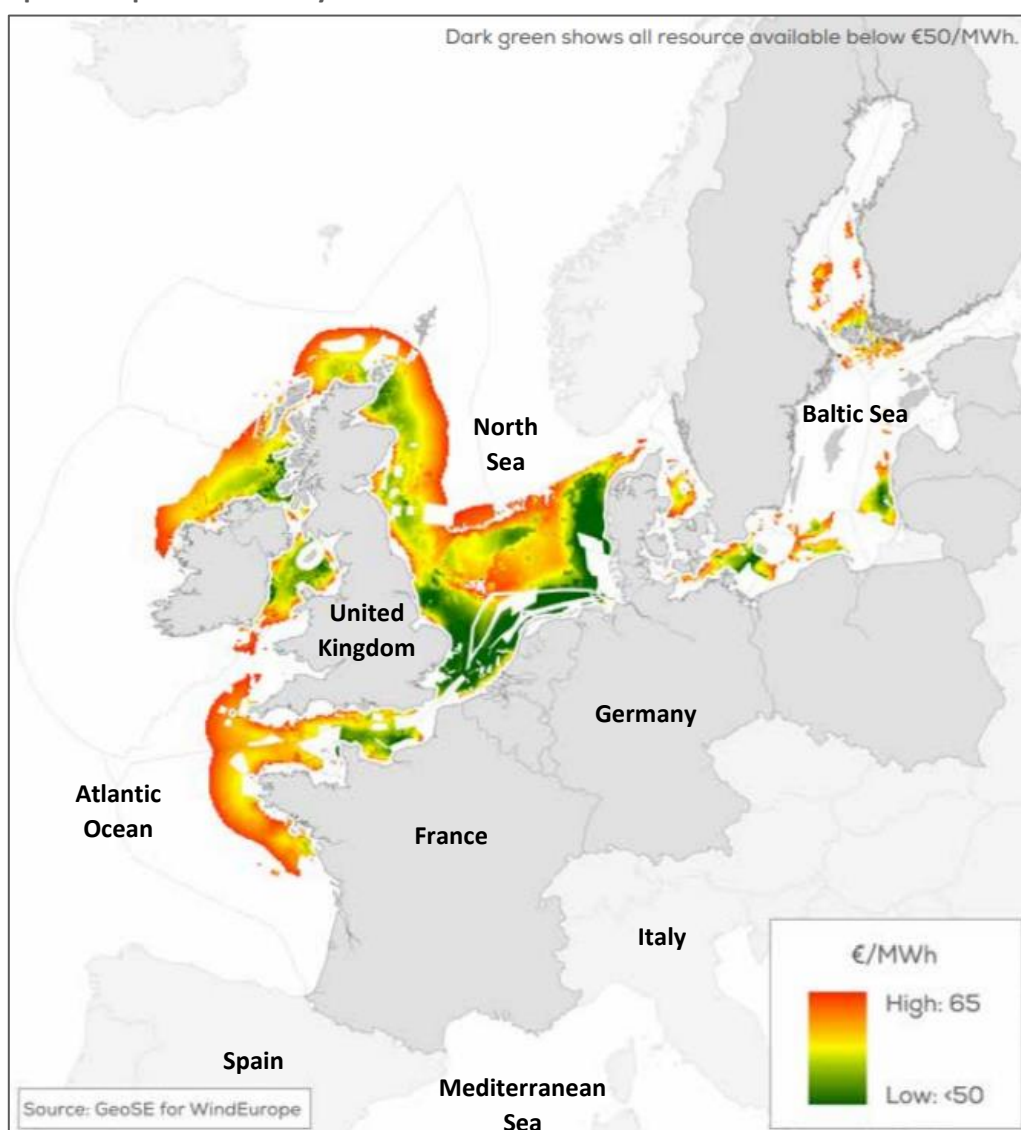 Dark green shows all resource available below €50/MWh.
North
Sea
Baltic Sea
United
Kingdom
Germany
Atlantic
Ocean
France
Italy
€/MWh
High: 65
Low: <50
Spain
Mediterranean
Sea
Source: GeoSE for WindEurope